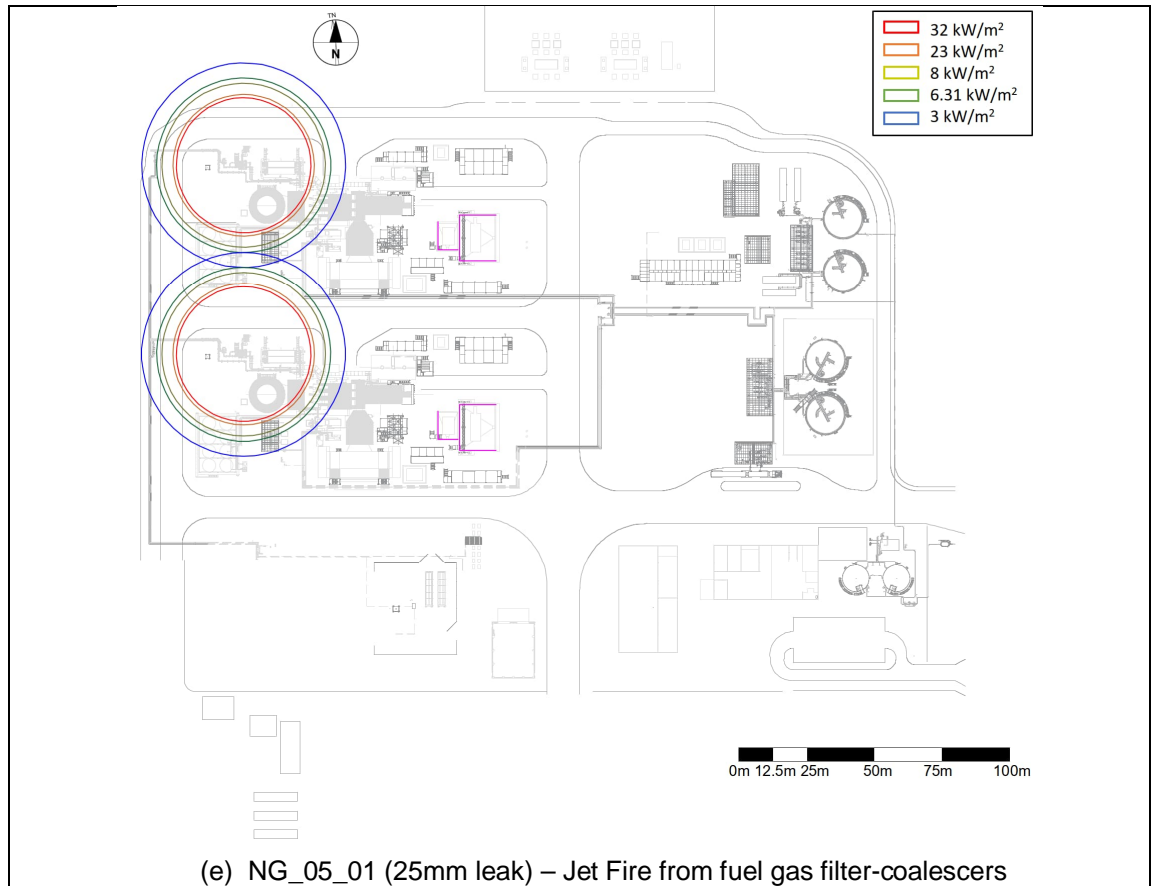 TN
N
32 kW/m²
23 kW/m²
8 kW/m²
6.31 kW/m²
3 kW/m²
0m 12.5m 25m 50m 75m 100m
(e) NG_05_01 (25mm leak) – Jet Fire from fuel gas filter-coalescers